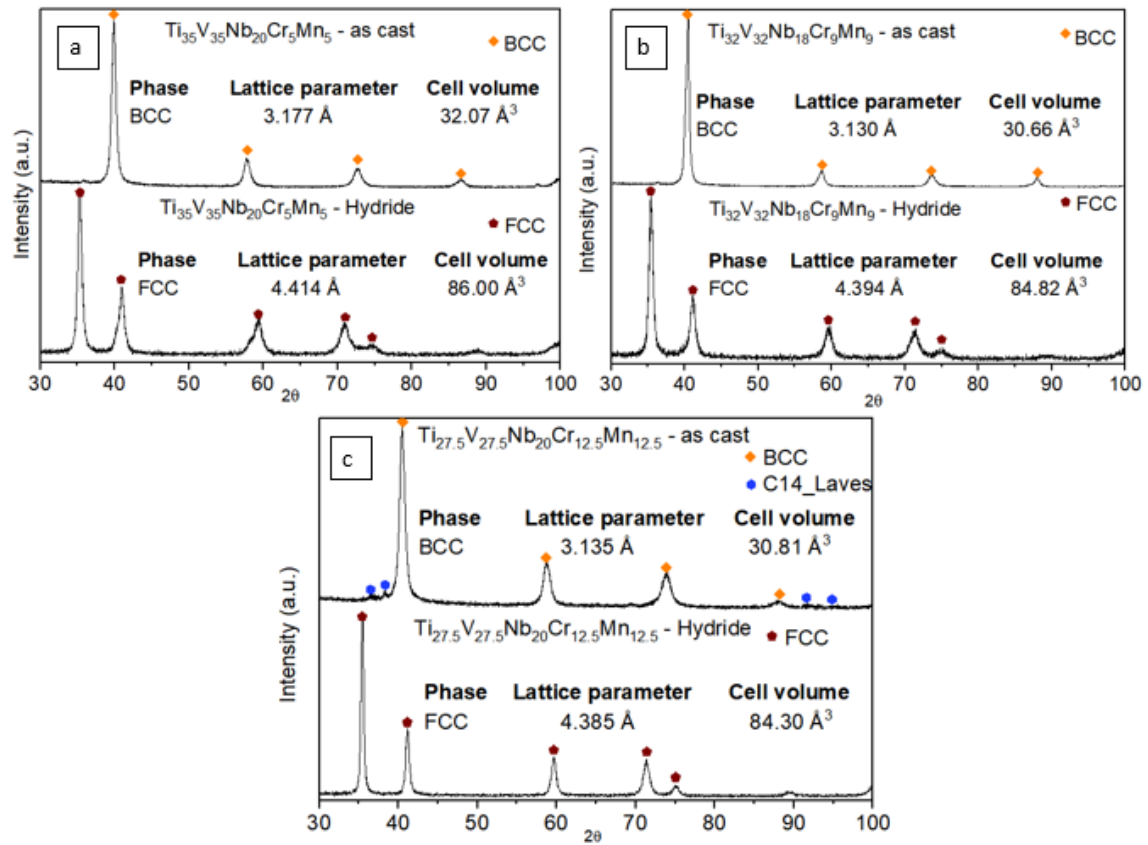 a
Ti₃₅V₃₅Nb₂₀Cr₅Mn₅ - as cast
BCC
Phase Lattice parameter Cell volume
BCC 3.177 Å 32.07 Å³
Ti₃₅V₃₅Nb₂₀Cr₅Mn₅ - Hydride
FCC
Phase Lattice parameter Cell volume
FCC 4.414 Å 86.00 Å³
Intensity (a.u.)
30 40 50 60 70 80 90 100
2θ
b
Ti₃₂V₃₂Nb₁₈Cr₉Mn₉ - as cast
BCC
Phase Lattice parameter Cell volume
BCC 3.130 Å 30.66 Å³
Ti₃₂V₃₂Nb₁₈Cr₉Mn₉ - Hydride
FCC
Phase Lattice parameter Cell volume
FCC 4.394 Å 84.82 Å³
Intensity (a.u.)
30 40 50 60 70 80 90 100
2θ
c
Ti₂₇.₅V₂₇.₅Nb₂₀Cr₁₂.₅Mn₁₂.₅ - as cast
BCC
C14_Laves
Phase Lattice parameter Cell volume
BCC 3.135 Å 30.81 Å³
Ti₂₇.₅V₂₇.₅Nb₂₀Cr₁₂.₅Mn₁₂.₅ - Hydride
FCC
Phase Lattice parameter Cell volume
FCC 4.385 Å 84.30 Å³
Intensity (a.u.)
30 40 50 60 70 80 90 100
2θ